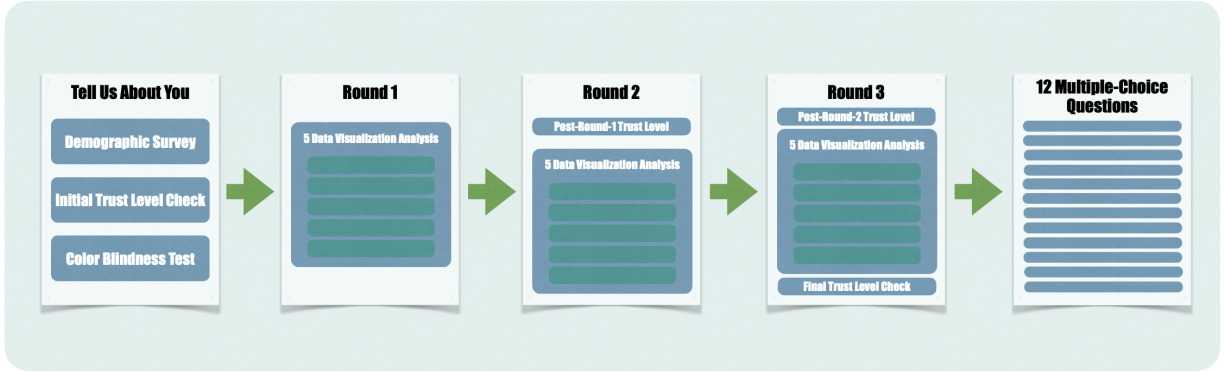 Tell Us About You
Demographic Survey
Initial Trust Level Check
Color Blindness Test
Round 1
5 Data Visualization Analysis
Round 2
Post-Round-1 Trust Level
5 Data Visualization Analysis
Round 3
Post-Round-2 Trust Level
5 Data Visualization Analysis
Final Trust Level Check
12 Multiple-Choice
Questions